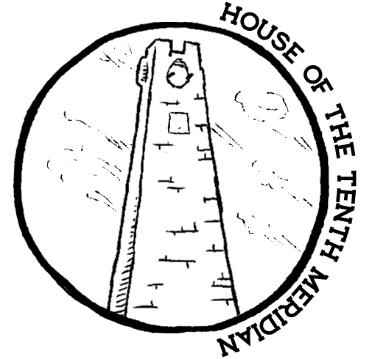 HOUSE OF THE TENTH MERIDIAN